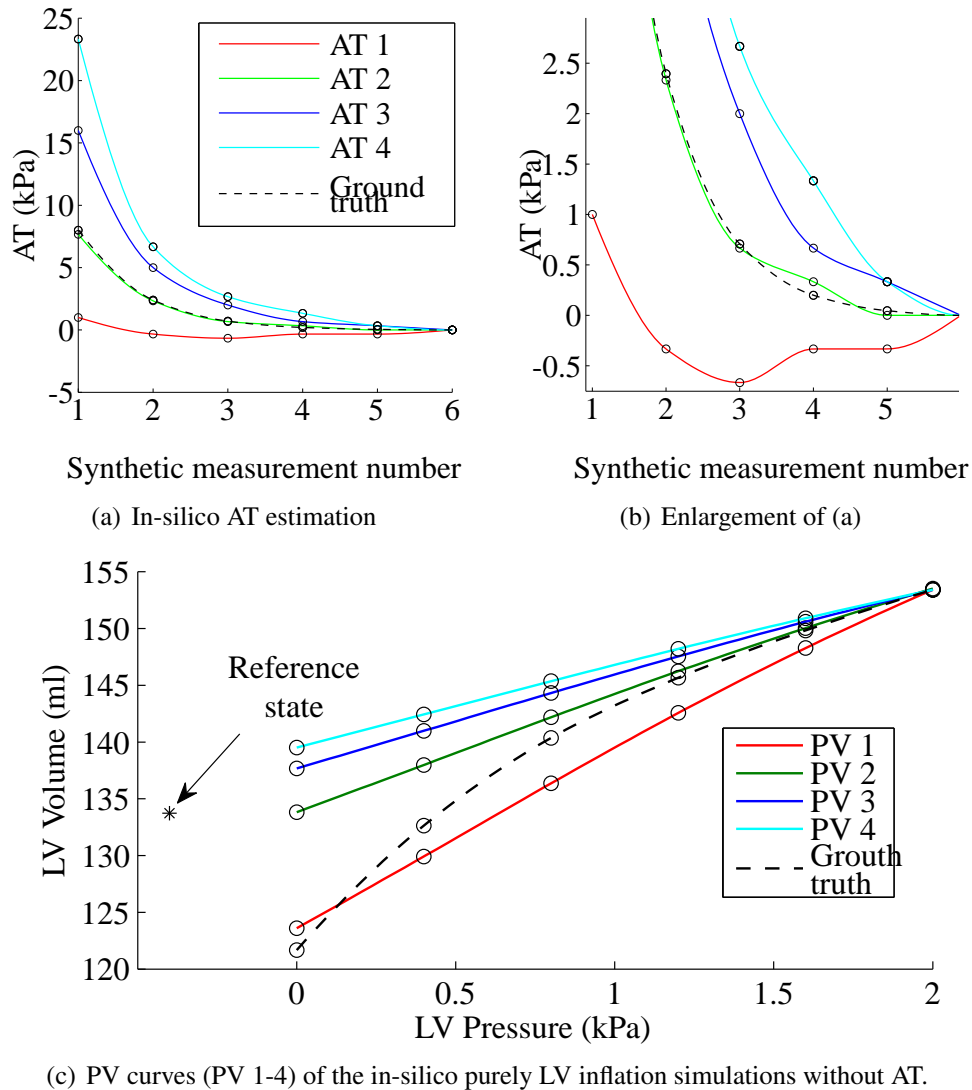 25
20
15
10
5
0
-5
AT (kPa)
1 2 3 4 5 6
AT 1
AT 2
AT 3
AT 4
Ground
truth
Synthetic measurement number
(a) In-silico AT estimation
2.5
2
1.5
1
0.5
0
-0.5
AT (kPa)
1 2 3 4 5
Synthetic measurement number
(b) Enlargement of (a)
155
150
145
140
135
130
125
120
LV Volume (ml)
Reference
state
PV 1
PV 2
PV 3
PV 4
Grouth
truth
0 0.5 1 1.5 2
LV Pressure (kPa)
(c) PV curves (PV 1-4) of the in-silico purely LV inflation simulations without AT.